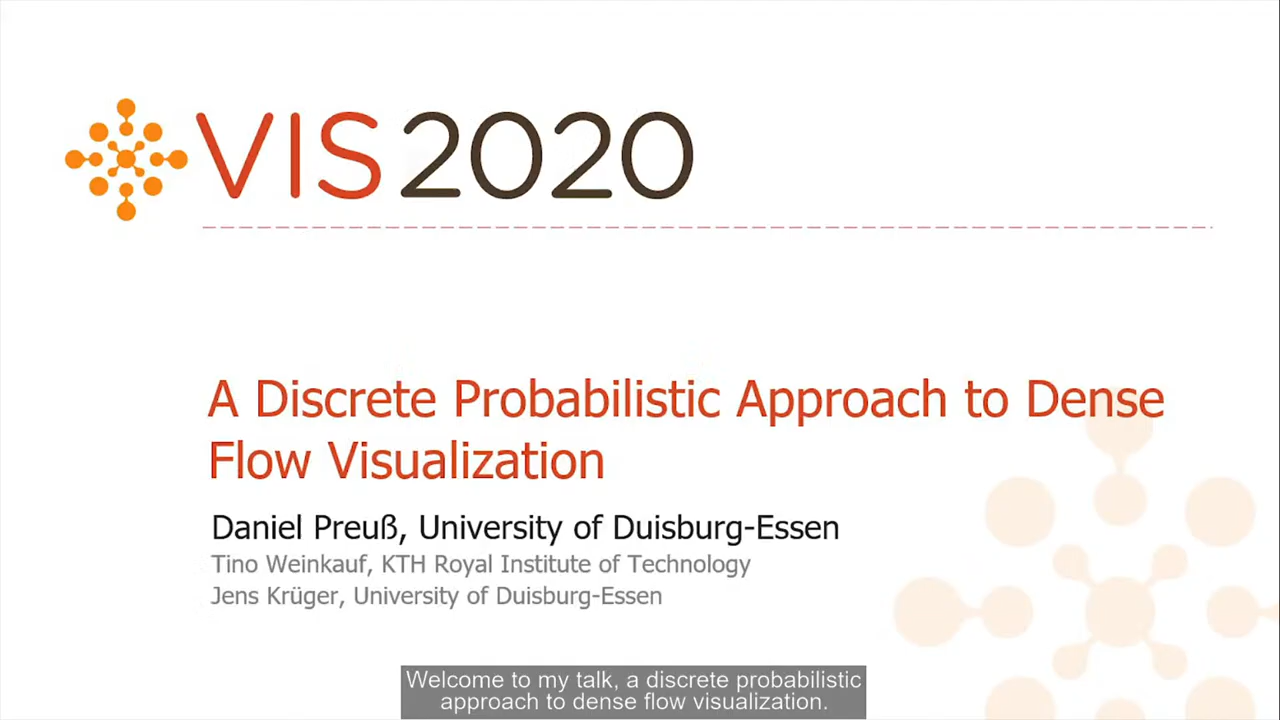 VIS2020
A Discrete Probabilistic Approach to Dense
Flow Visualization
Daniel Preuß, University of Duisburg-Essen
Tino Weinkauf, KTH Royal Institute of Technology
Jens Krüger, University of Duisburg-Essen
Welcome to my talk, a discrete probabilistic
approach to dense flow visualization.